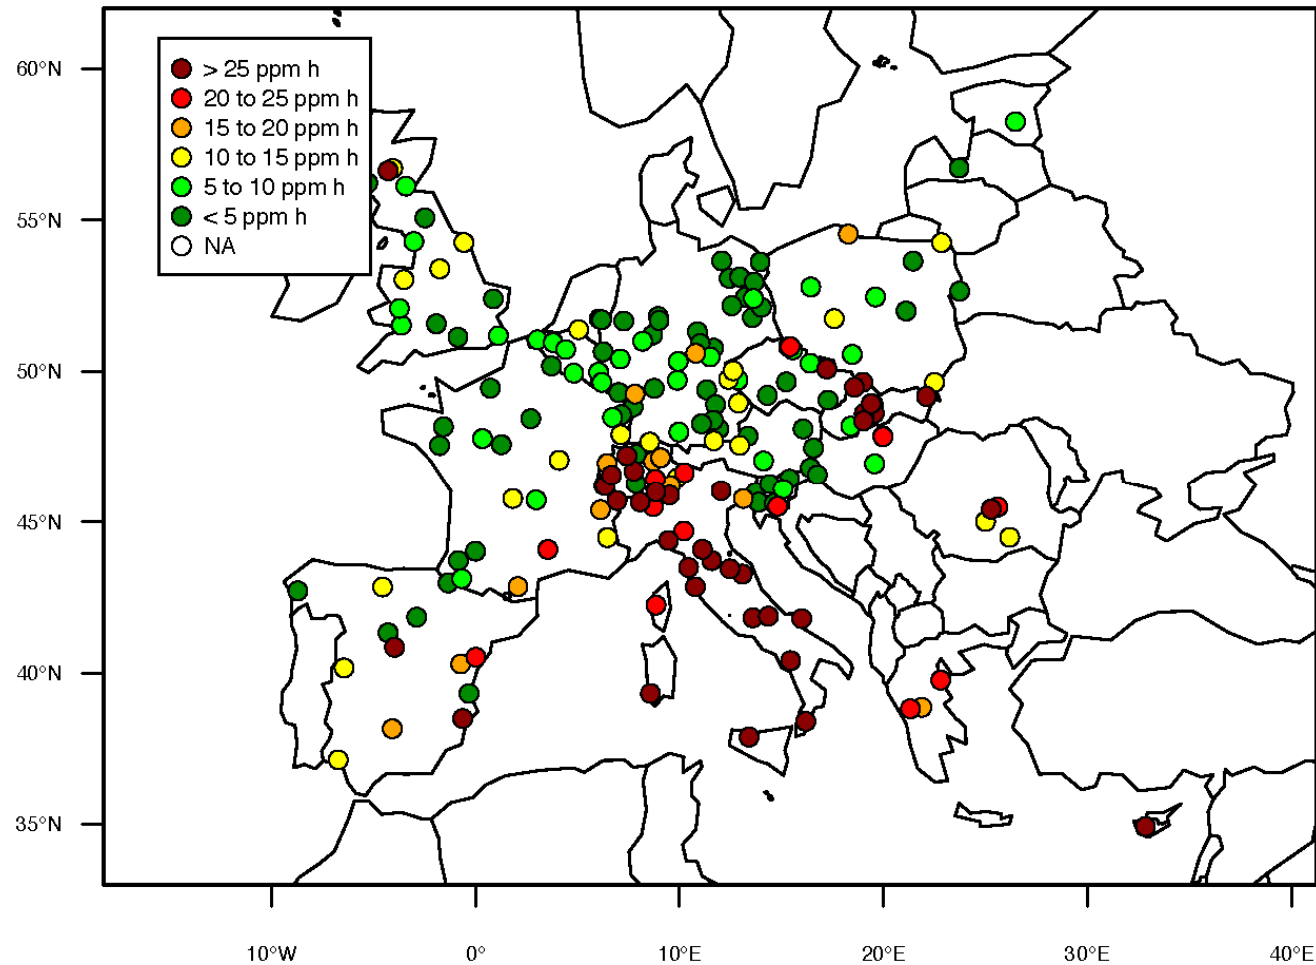 > 25 ppm h
20 to 25 ppm h
15 to 20 ppm h
10 to 15 ppm h
5 to 10 ppm h
< 5 ppm h
NA
60°N
55°N
50°N
45°N
40°N
35°N
10°W 0° 10°E 20°E 30°E 40°E